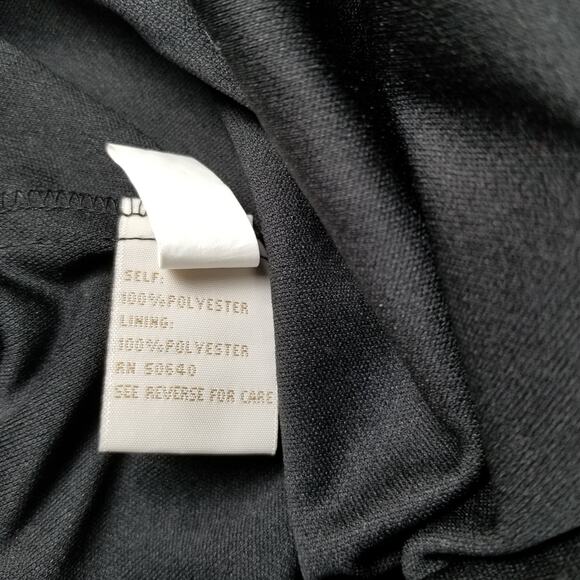 SELF:
100%POLYESTER
LINING:
100%POLYESTER
RN 50640
SEE REVERSE FOR CARE